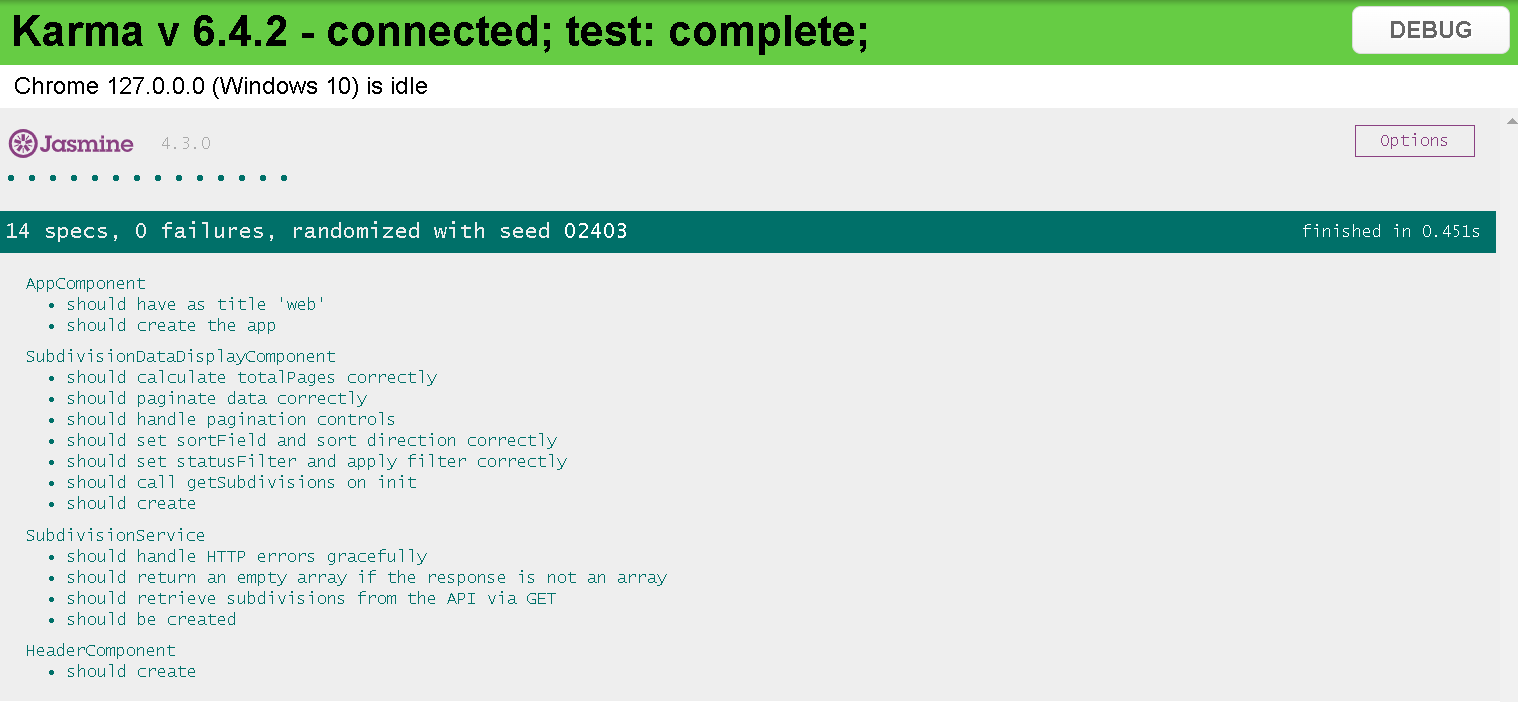 Karma v 6.4.2 - connected; test: complete;
DEBUG
Chrome 127.0.0.0 (Windows 10) is idle
Jasmine 4.3.0
Options
14 specs, 0 failures, randomized with seed 02403
finished in 0.451s
AppComponent
• should have as title 'web'
• should create the app
SubdivisionDataDisplayComponent
• should calculate totalPages correctly
• should paginate data correctly
• should handle pagination controls
• should set sortField and sort direction correctly
• should set statusFilter and apply filter correctly
• should call getSubdivisions on init
• should create
SubdivisionService
• should handle HTTP errors gracefully
• should return an empty array if the response is not an array
• should retrieve subdivisions from the API via GET
• should be created
HeaderComponent
• should create